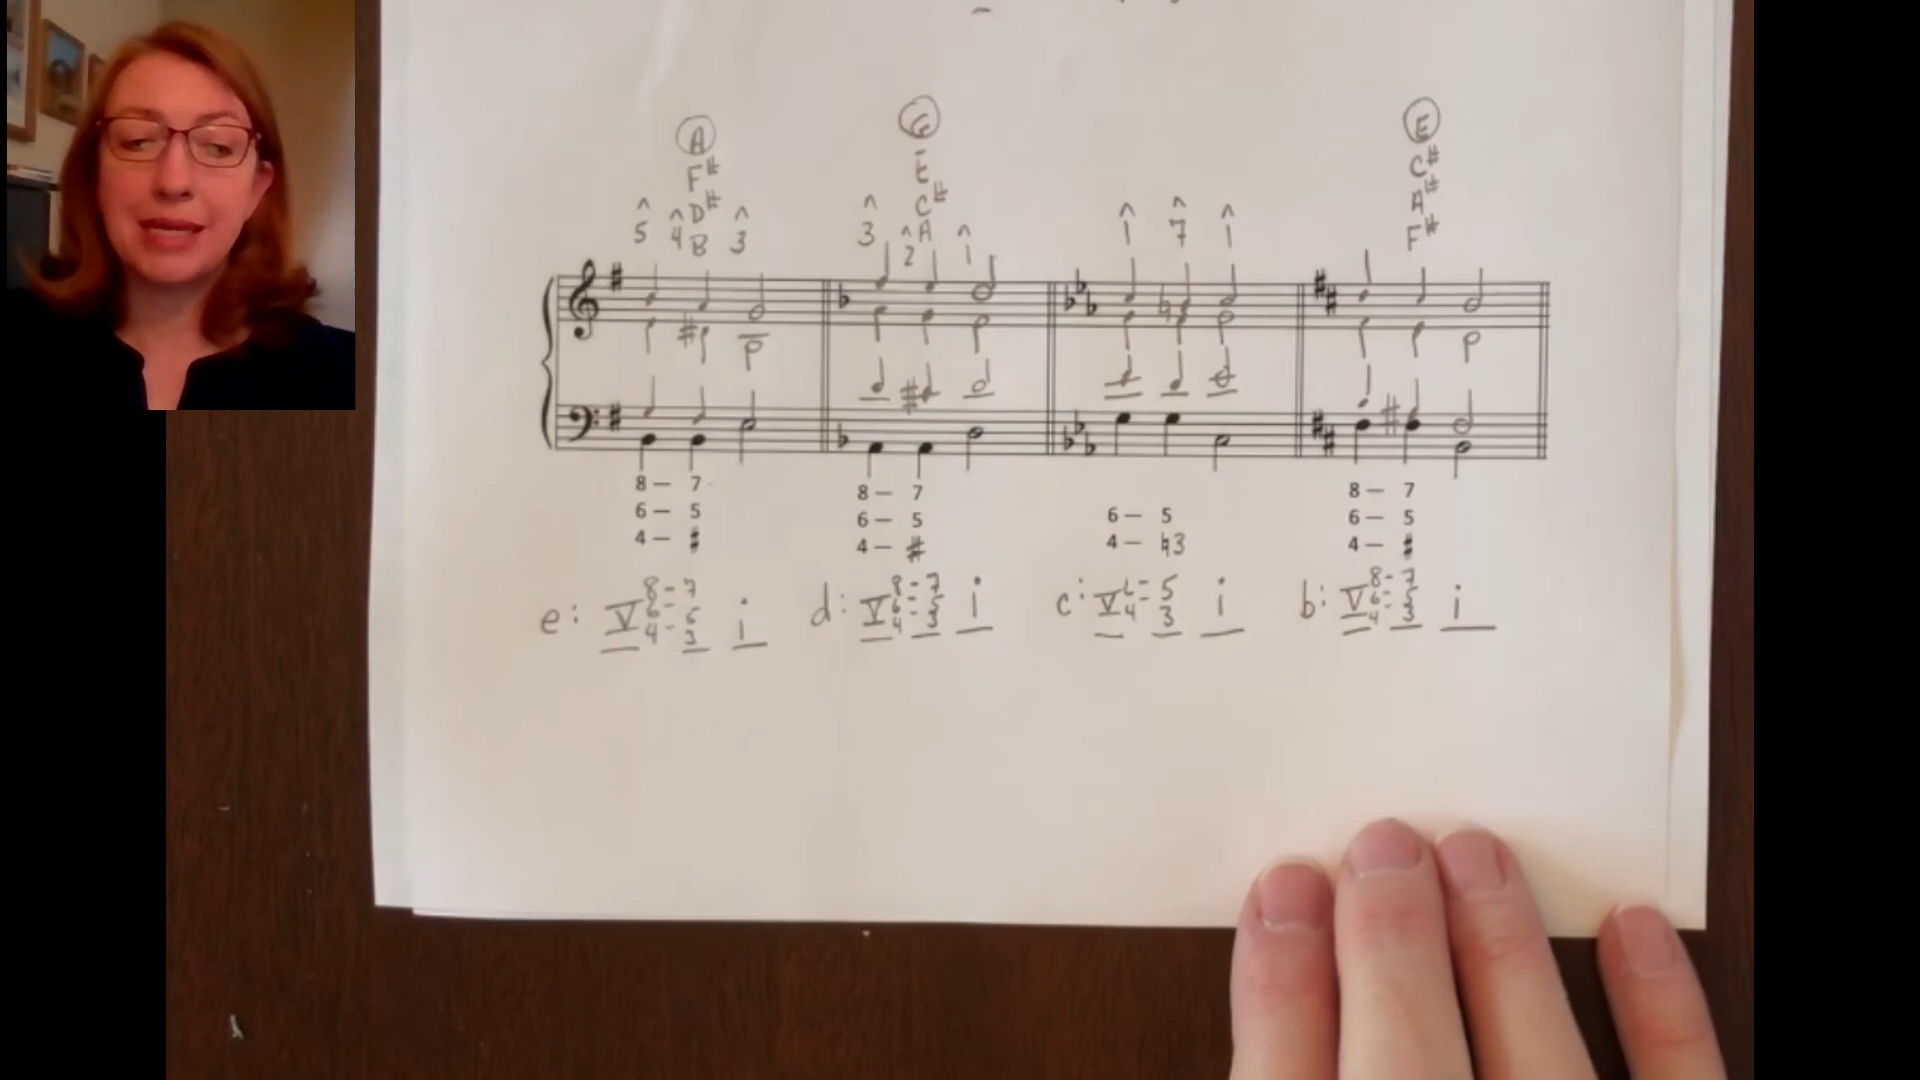 A G E
F# E C#
D# C# A#
B A F#
^ ^ ^ ^ ^ ^ ^ ^ ^
5 4 3 3 2 1 1 7 1
8 — 7 8 — 7 8 — 7
6 — 5 6 — 5 6 — 5 6 — 5
4 — # 4 — # 4 — ♮3 4 — #
8 - 7 8 - 7 8 - 7
e: V 6 - 5 i d: V 6 - 5 i c: V 6 - 5 i b: V 6 - 5 i
4 - 3 4 - 3 4 - 3 4 - 3